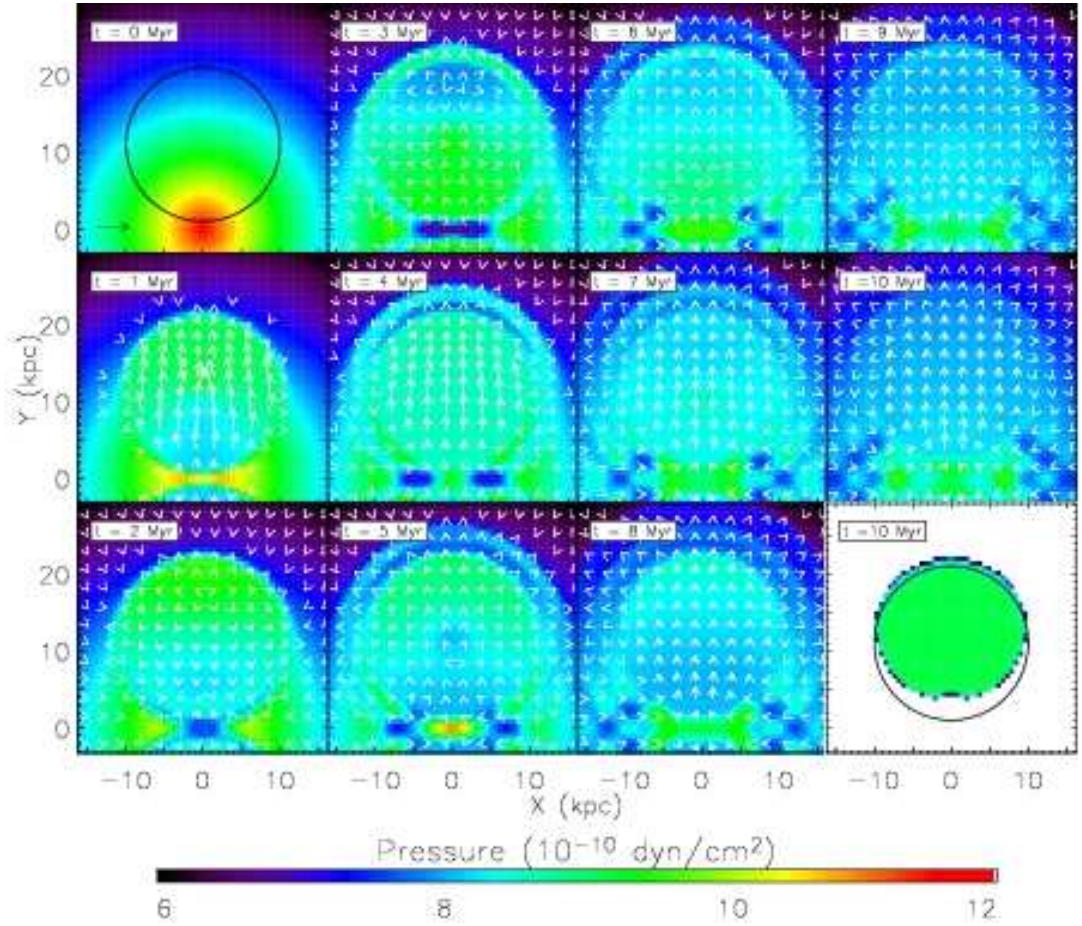 t = 0 Myr
t = 3 Myr
t = 6 Myr
t = 9 Myr
20
10
0
t = 1 Myr
t = 4 Myr
t = 7 Myr
t =10 Myr
20
10
0
Y (kpc)
t = 2 Myr
t = 5 Myr
t = 8 Myr
t =10 Myr
20
10
0
−10 0 10 −10 0 10 −10 0 10 −10 0 10
X (kpc)
Pressure (10⁻¹⁰ dyn/cm²)
6 8 10 12